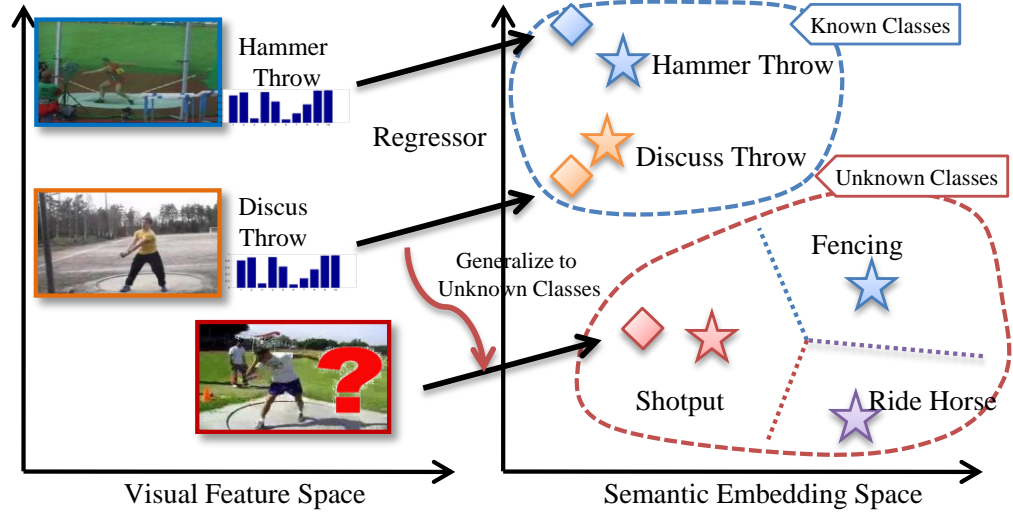 Hammer
Throw
Regressor
Discus
Throw
Generalize to
Unknown Classes
?
Visual Feature Space
Known Classes
Hammer Throw
Discuss Throw
Unknown Classes
Fencing
Shotput
Ride Horse
Semantic Embedding Space